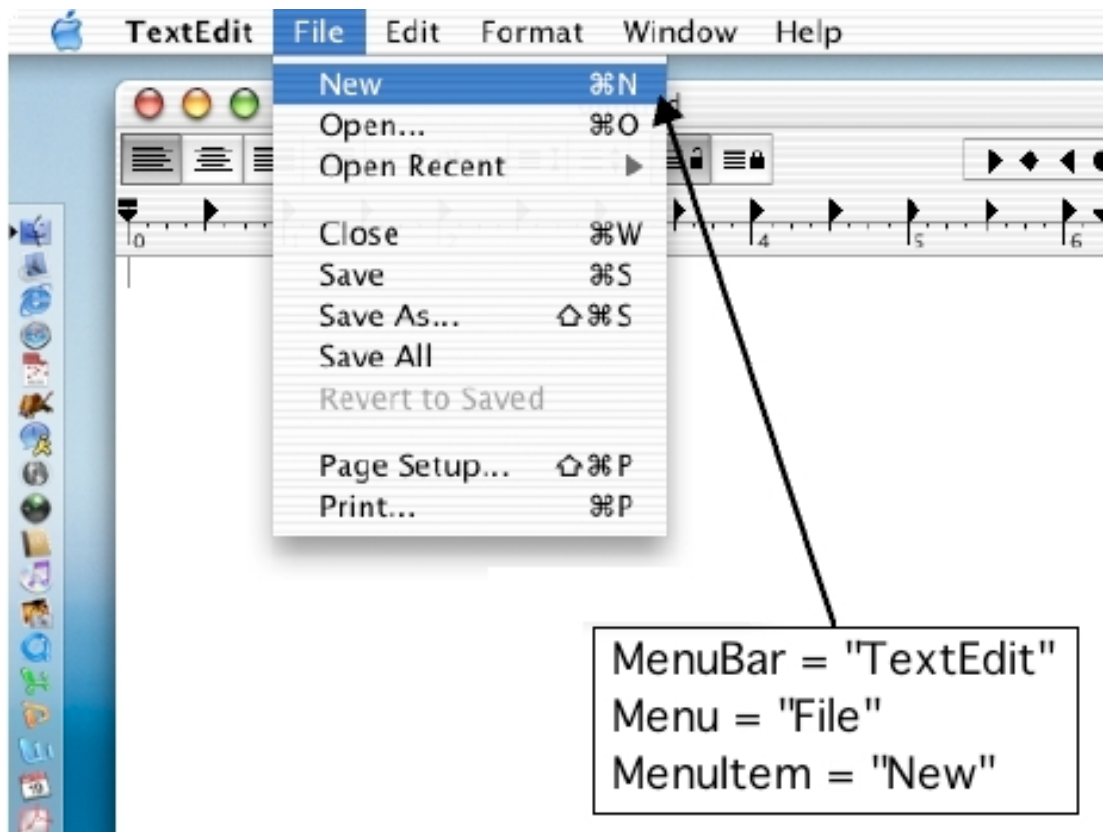 TextEdit File Edit Format Window Help
New ⌘N
Open... ⌘O
Open Recent ▶
Close ⌘W
Save ⌘S
Save As... ⇧⌘S
Save All
Revert to Saved
Page Setup... ⇧⌘P
Print... ⌘P
0 4 5 6
MenuBar = "TextEdit"
Menu = "File"
MenuItem = "New"
19